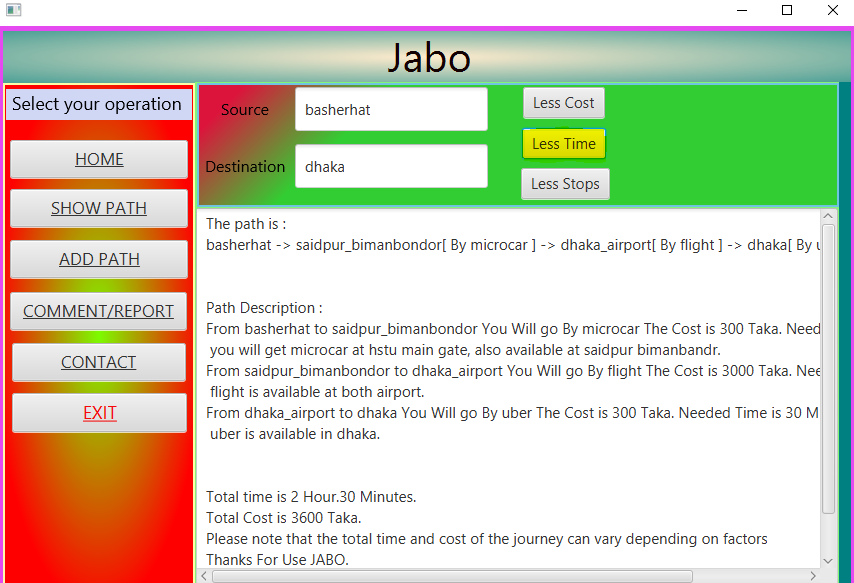 Jabo
Select your operation
HOME
SHOW PATH
ADD PATH
COMMENT/REPORT
CONTACT
EXIT
Source
basherhat
Destination
dhaka
Less Cost
Less Time
Less Stops
The path is :
basherhat -> saidpur_bimanbondor[ By microcar ] -> dhaka_airport[ By flight ] -> dhaka[ By
Path Description :
From basherhat to saidpur_bimanbondor You Will go By microcar The Cost is 300 Taka. Need
you will get microcar at hstu main gate, also available at saidpur bimanbandr.
From saidpur_bimanbondor to dhaka_airport You Will go By flight The Cost is 3000 Taka.
flight is available at both airport.
From dhaka_airport to dhaka You Will go By uber The Cost is 300 Taka. Needed Time is 30 M
uber is available in dhaka.
Total time is 2 Hour.30 Minutes.
Total Cost is 3600 Taka.
Please note that the total time and cost of the journey can vary depending on factors
Thanks For Use JABO.